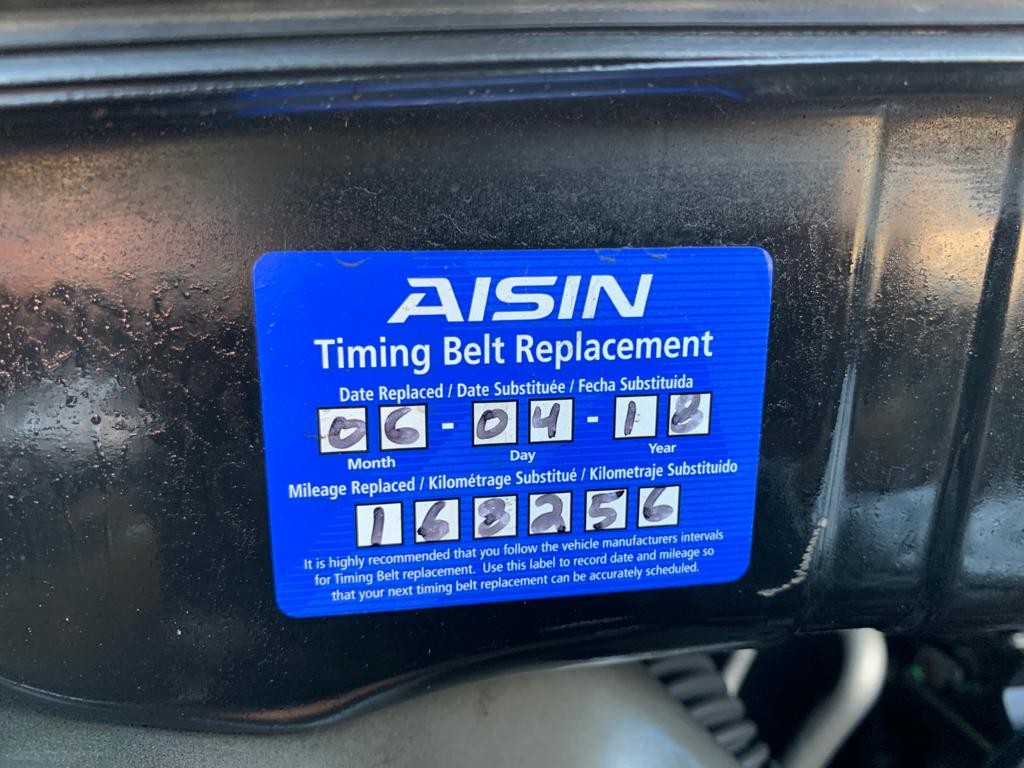 AISIN
Timing Belt Replacement
Date Replaced / Date Substituée / Fecha Substituida
06 - 04 - 18
Month Day Year
Mileage Replaced / Kilométrage Substitué / Kilometraje Substituido
168256
It is highly recommended that you follow the vehicle manufacturers intervals
for Timing Belt replacement. Use this label to record date and mileage so
that your next timing belt replacement can be accurately scheduled.